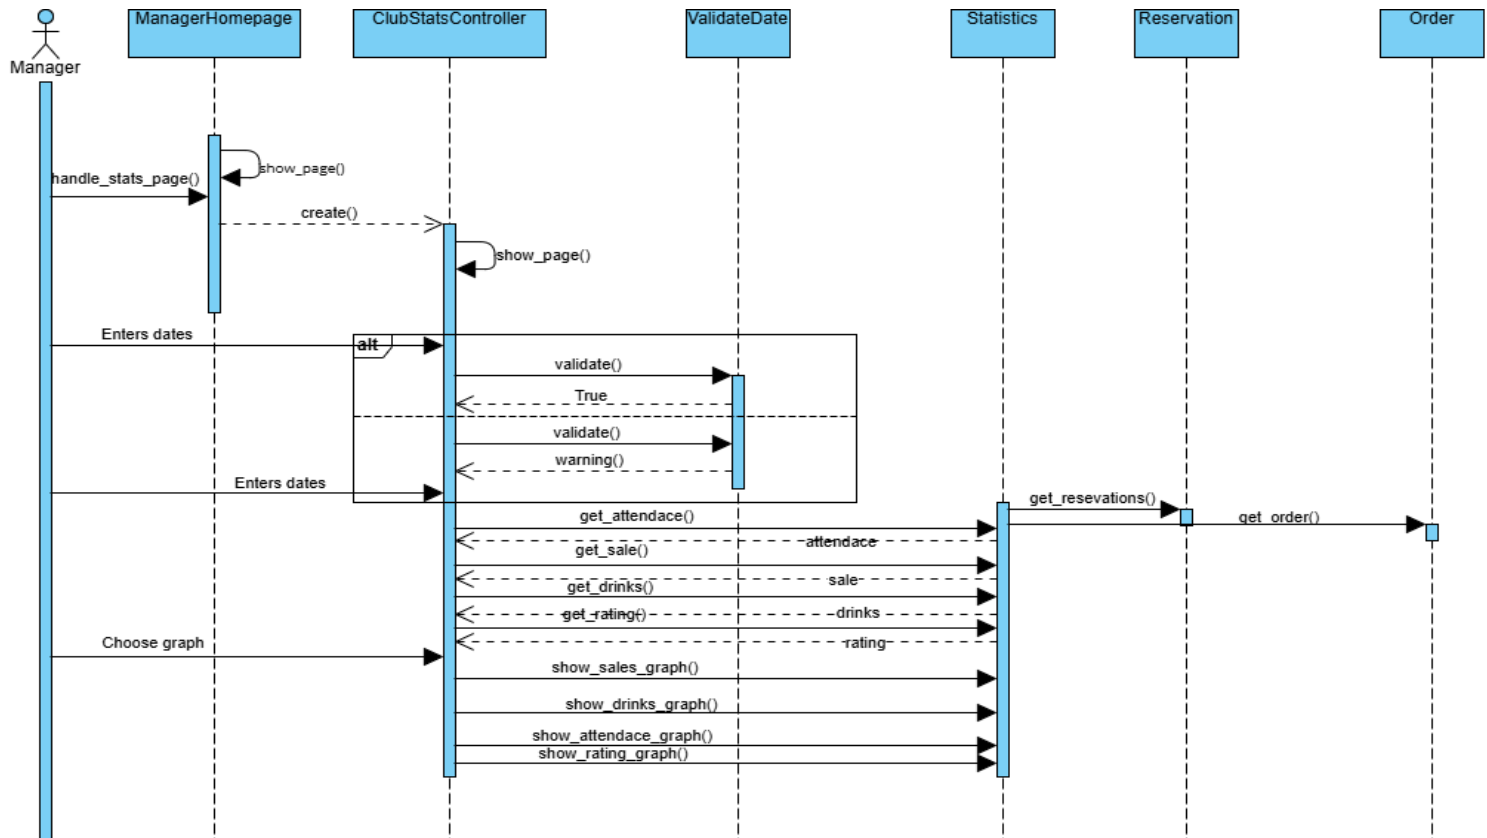 ManagerHomepage
ClubStatsController
ValidateDate
Statistics
Reservation
Order
Manager
show_page()
handle_stats_page()
create()
show_page()
Enters dates
alt
validate()
True
validate()
warning()
Enters dates
get_resevations()
get_attendace()
get_order()
attendace
get_sale()
sale
get_drinks()
drinks
get_rating()
Choose graph
rating
show_sales_graph()
show_drinks_graph()
show_attendace_graph()
show_rating_graph()